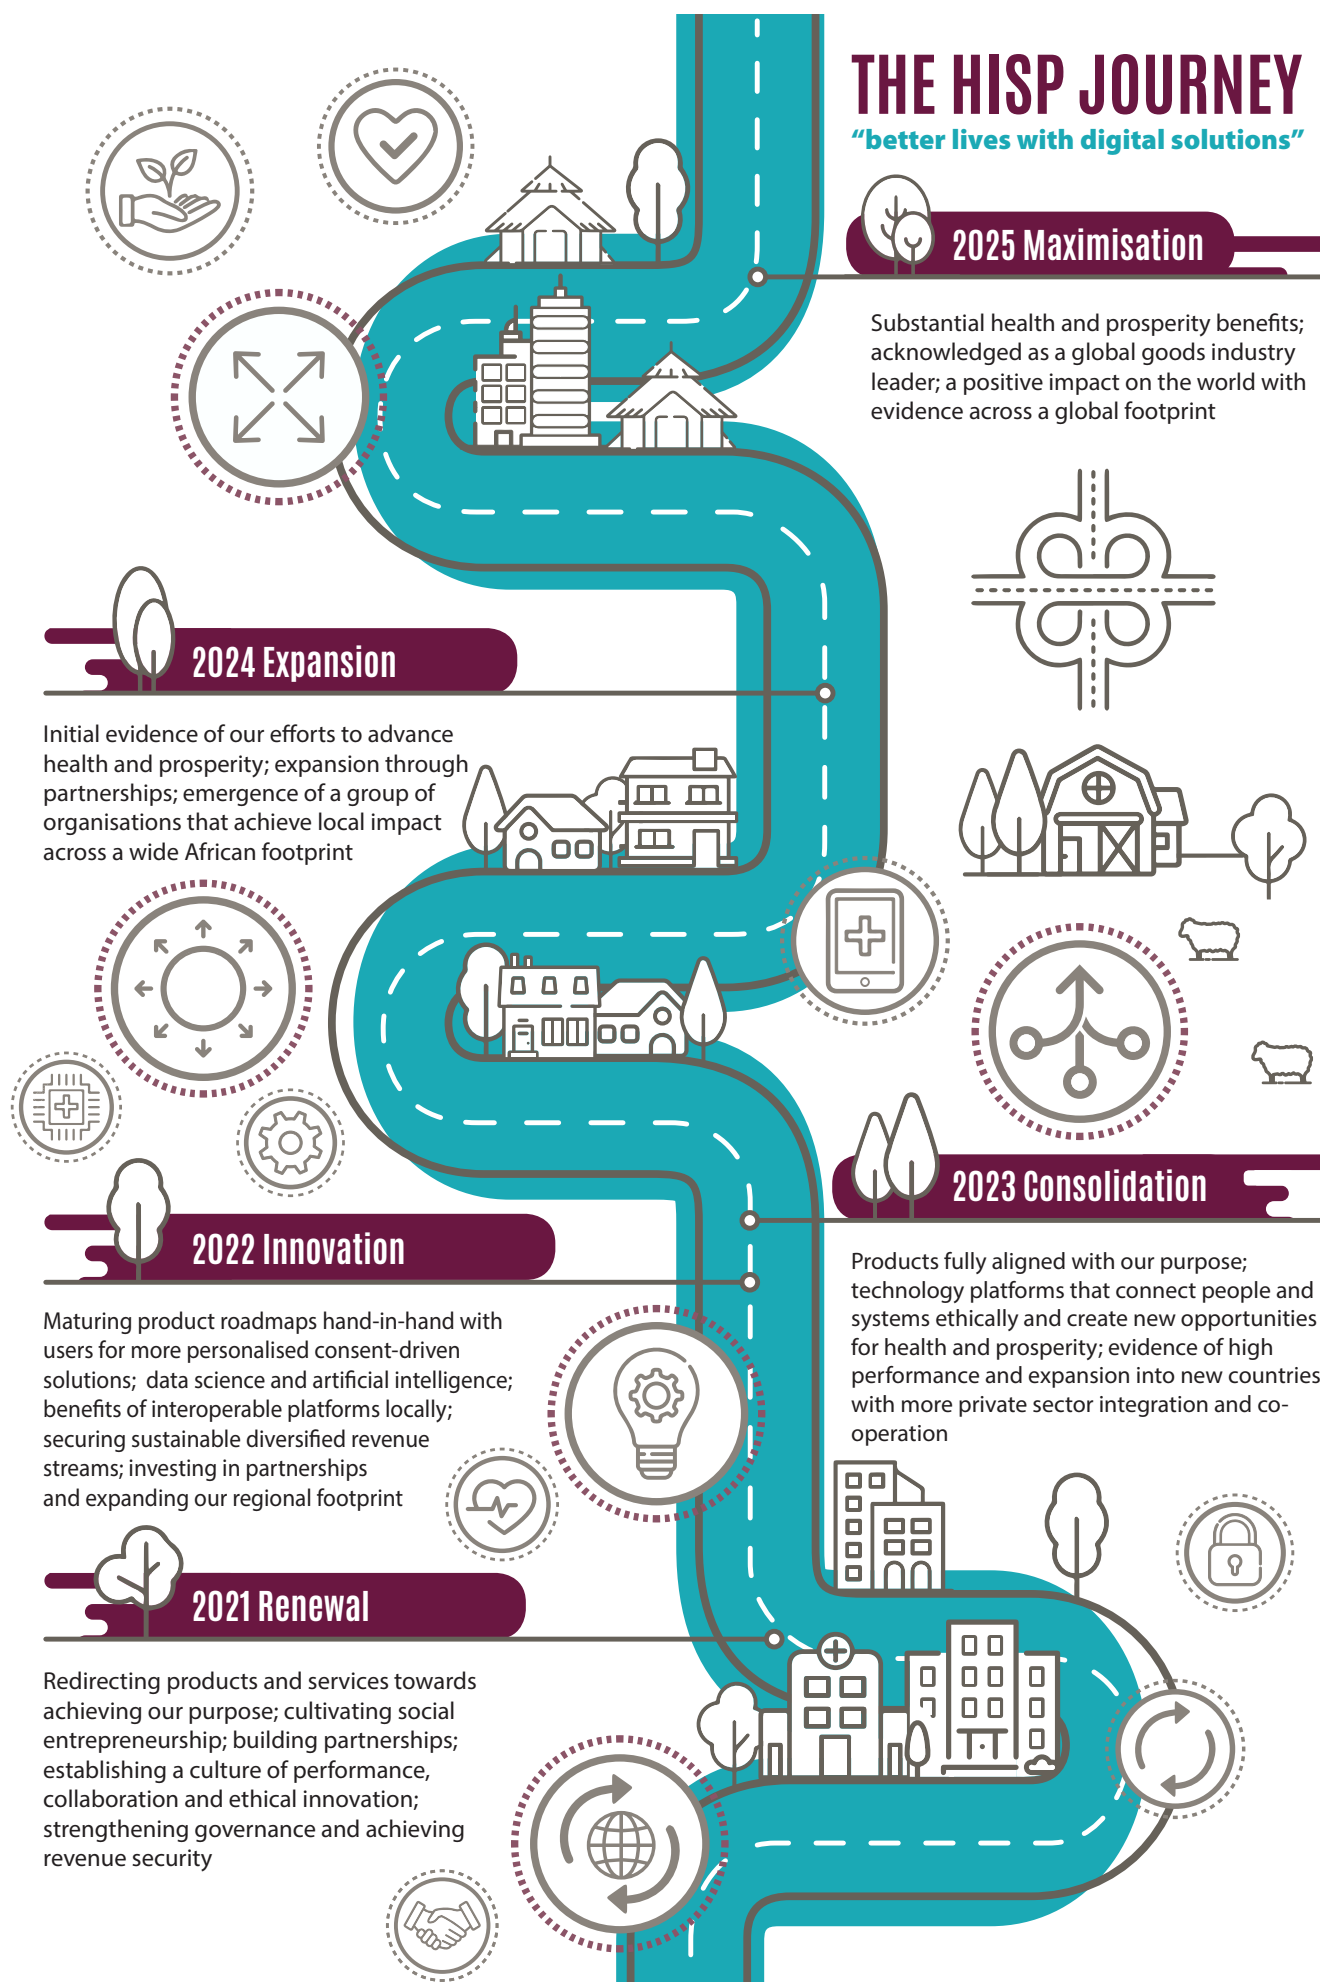 THE HISP JOURNEY
“better lives with digital solutions”
2025 Maximisation
Substantial health and prosperity benefits;
acknowledged as a global goods industry
leader; a positive impact on the world with
evidence across a global footprint
2024 Expansion
Initial evidence of our efforts to advance
health and prosperity; expansion through
partnerships; emergence of a group of
organisations that achieve local impact
across a wide African footprint
2023 Consolidation
Products fully aligned with our purpose;
technology platforms that connect people and
systems ethically and create new opportunities
for health and prosperity; evidence of high
performance and expansion into new countries
with more private sector integration and co-
operation
2022 Innovation
Maturing product roadmaps hand-in-hand with
users for more personalised consent-driven
solutions; data science and artificial intelligence;
benefits of interoperable platforms locally;
securing sustainable diversified revenue
streams; investing in partnerships
and expanding our regional footprint
2021 Renewal
Redirecting products and services towards
achieving our purpose; cultivating social
entrepreneurship; building partnerships;
establishing a culture of performance,
collaboration and ethical innovation;
strengthening governance and achieving
revenue security